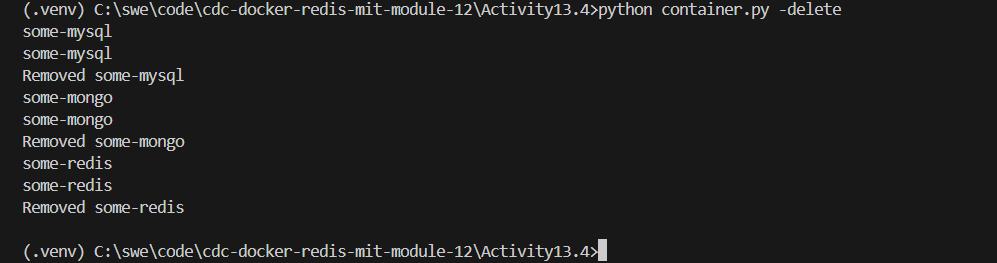 (.venv) C:\swe\code\cdc-docker-redis-mit-module-12\Activity13.4>python container.py -delete
some-mysql
some-mysql
Removed some-mysql
some-mongo
some-mongo
Removed some-mongo
some-redis
some-redis
Removed some-redis
(.venv) C:\swe\code\cdc-docker-redis-mit-module-12\Activity13.4>